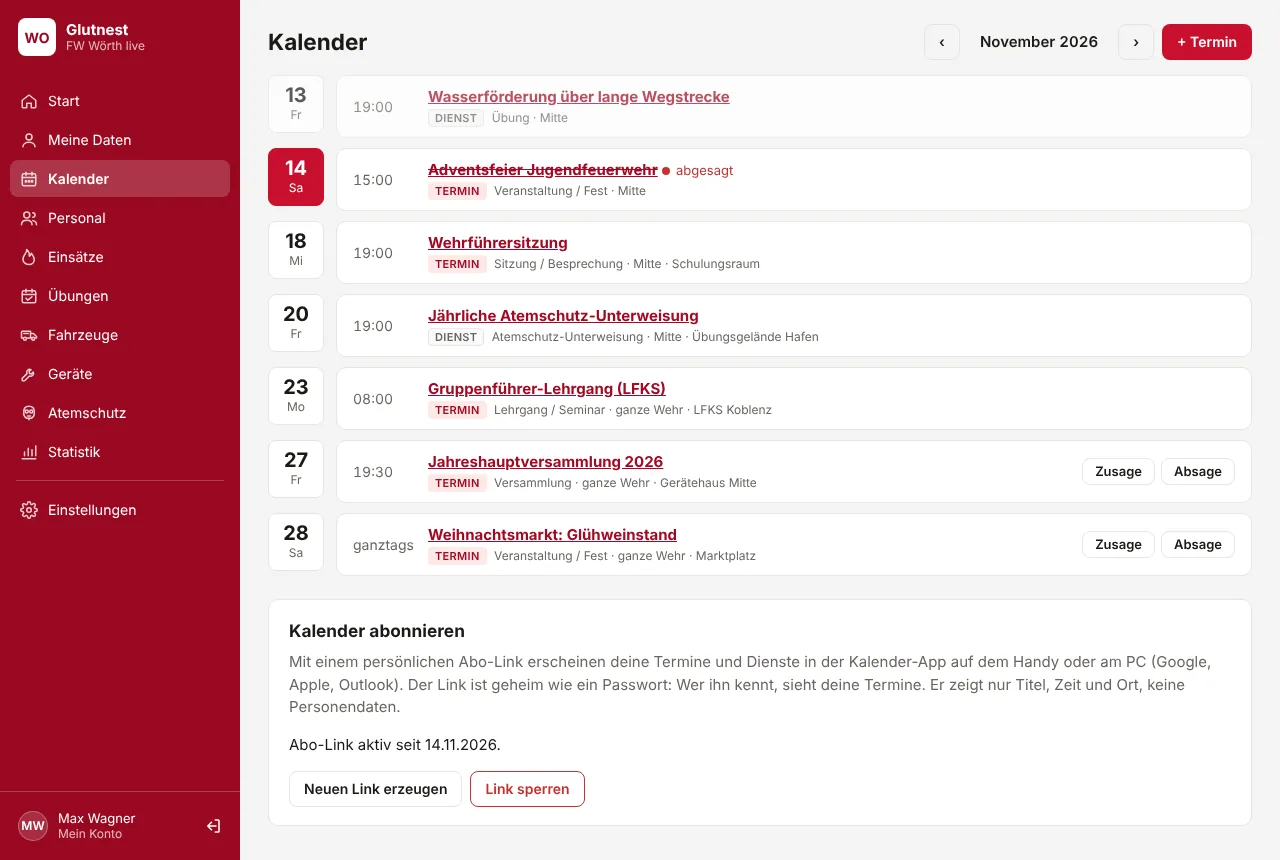 WO
Glutnest
FW Wörth live
Start
Meine Daten
Kalender
Personal
Einsätze
Übungen
Fahrzeuge
Geräte
Atemschutz
Statistik
Einstellungen
MW
Max Wagner
Mein Konto
Kalender
‹ November 2026 › + Termin
13
Fr
19:00
Wasserförderung über lange Wegstrecke
DIENST Übung · Mitte
14
Sa
15:00
Adventsfeier Jugendfeuerwehr abgesagt
TERMIN Veranstaltung / Fest · Mitte
18
Mi
19:00
Wehrführersitzung
TERMIN Sitzung / Besprechung · Mitte · Schulungsraum
20
Fr
19:00
Jährliche Atemschutz-Unterweisung
DIENST Atemschutz-Unterweisung · Mitte · Übungsgelände Hafen
23
Mo
08:00
Gruppenführer-Lehrgang (LFKS)
TERMIN Lehrgang / Seminar · ganze Wehr · LFKS Koblenz
27
Fr
19:30
Jahreshauptversammlung 2026
TERMIN Versammlung · ganze Wehr · Gerätehaus Mitte
Zusage Absage
28
Sa
ganztags
Weihnachtsmarkt: Glühweinstand
TERMIN Veranstaltung / Fest · ganze Wehr · Marktplatz
Zusage Absage
Kalender abonnieren
Mit einem persönlichen Abo-Link erscheinen deine Termine und Dienste in der Kalender-App auf dem Handy oder am PC (Google,
Apple, Outlook). Der Link ist geheim wie ein Passwort: Wer ihn kennt, sieht deine Termine. Er zeigt nur Titel, Zeit und Ort, keine
Personendaten.
Abo-Link aktiv seit 14.11.2026.
Neuen Link erzeugen Link sperren